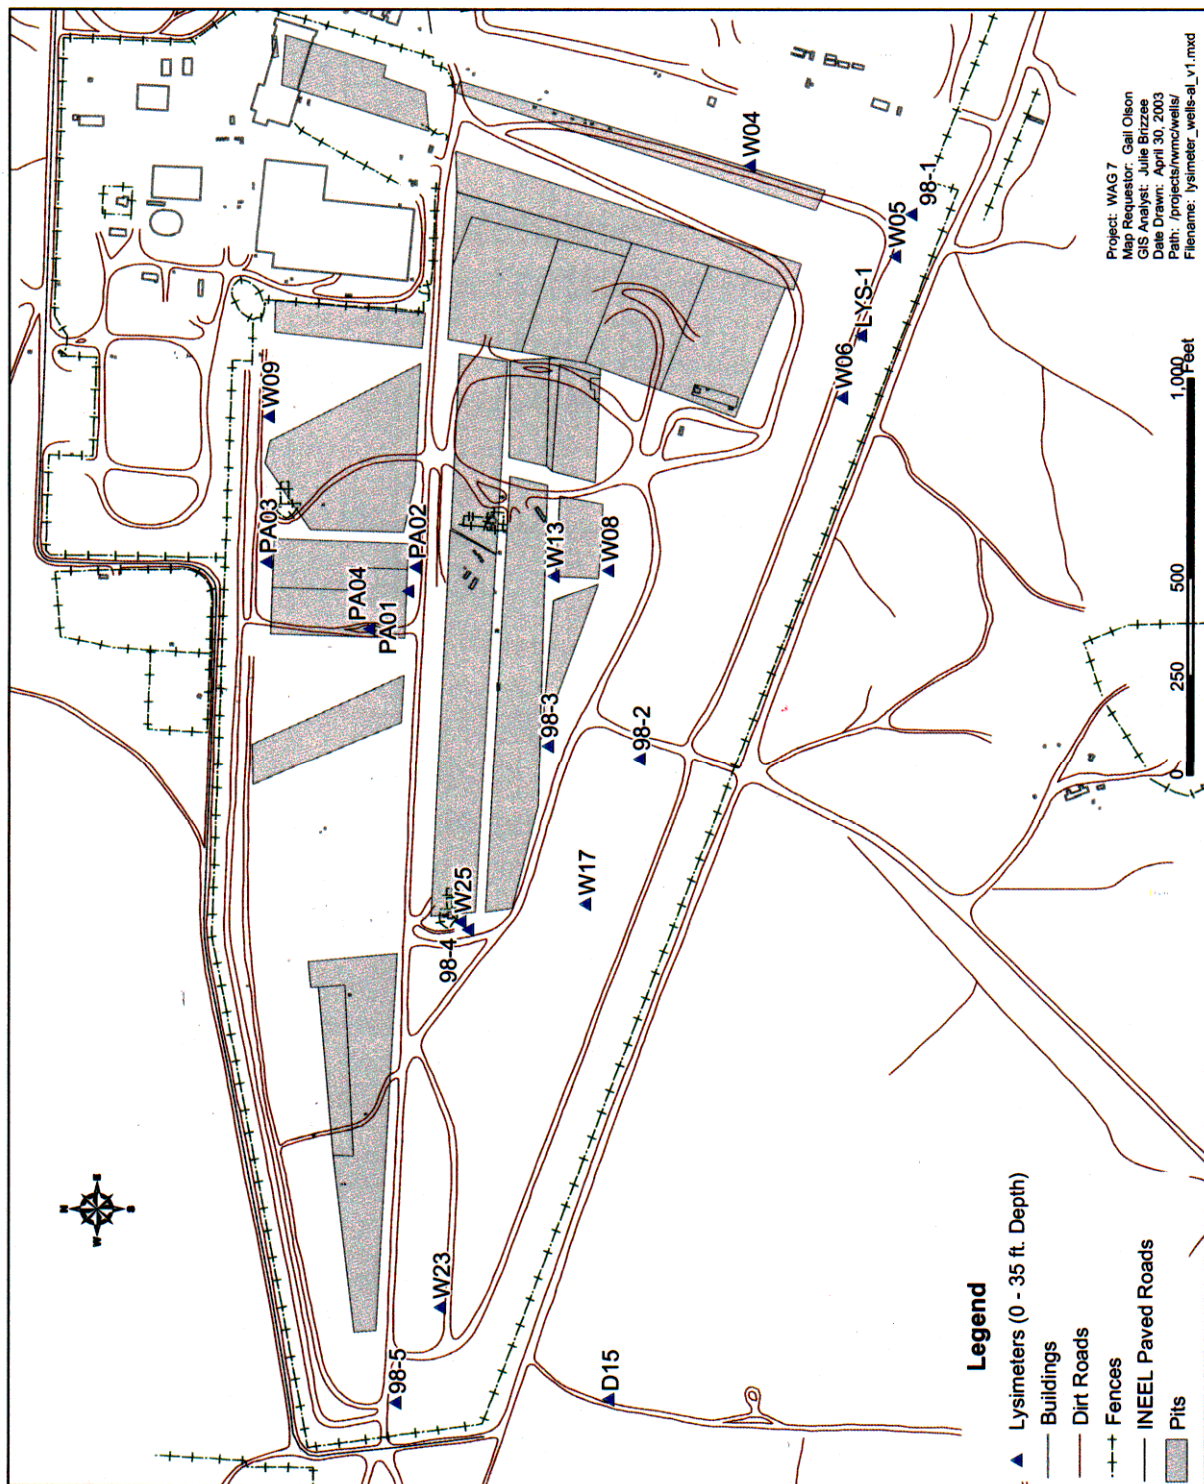 N
W
E
S
W09
PA03
PA04
PA01
PA02
W13
W08
98-3
98-2
98-4
W25
W17
W23
98-5
D15
W04
W05
98-1
LYS-1
W06
Legend
Lysimeters (0 - 35 ft. Depth)
Buildings
Dirt Roads
Fences
INEEL Paved Roads
Pits
0 250 500 1,000
Feet
Project: WAG 7
Map Requestor: Gail Olson
GIS Analyst: Julie Brizzee
Date Drawn: April 30, 2003
Path: /projects/rwmc/wells/
Filename: lysimeter_wells-al_v1.mxd